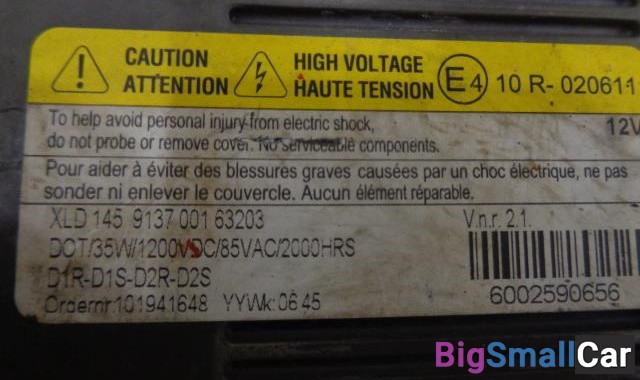 CAUTION
ATTENTION
HIGH VOLTAGE
HAUTE TENSION
E4 10 R- 020611
To help avoid personal injury from electric shock,
do not probe or remove cover. No serviceable components.
12V
Pour aider à éviter des blessures graves causées par un choc électrique, ne pas
sonder ni enlever le couvercle. Aucun élément réparable.
XLD 145 9137 001 63203
V.n.r. 2.1.
DOT/35W/1200VDC/85VAC/2000HRS
D1R-D1S-D2R-D2S
Ordernr:101941648 YYWk:0645
6002590656
BigSmallCar